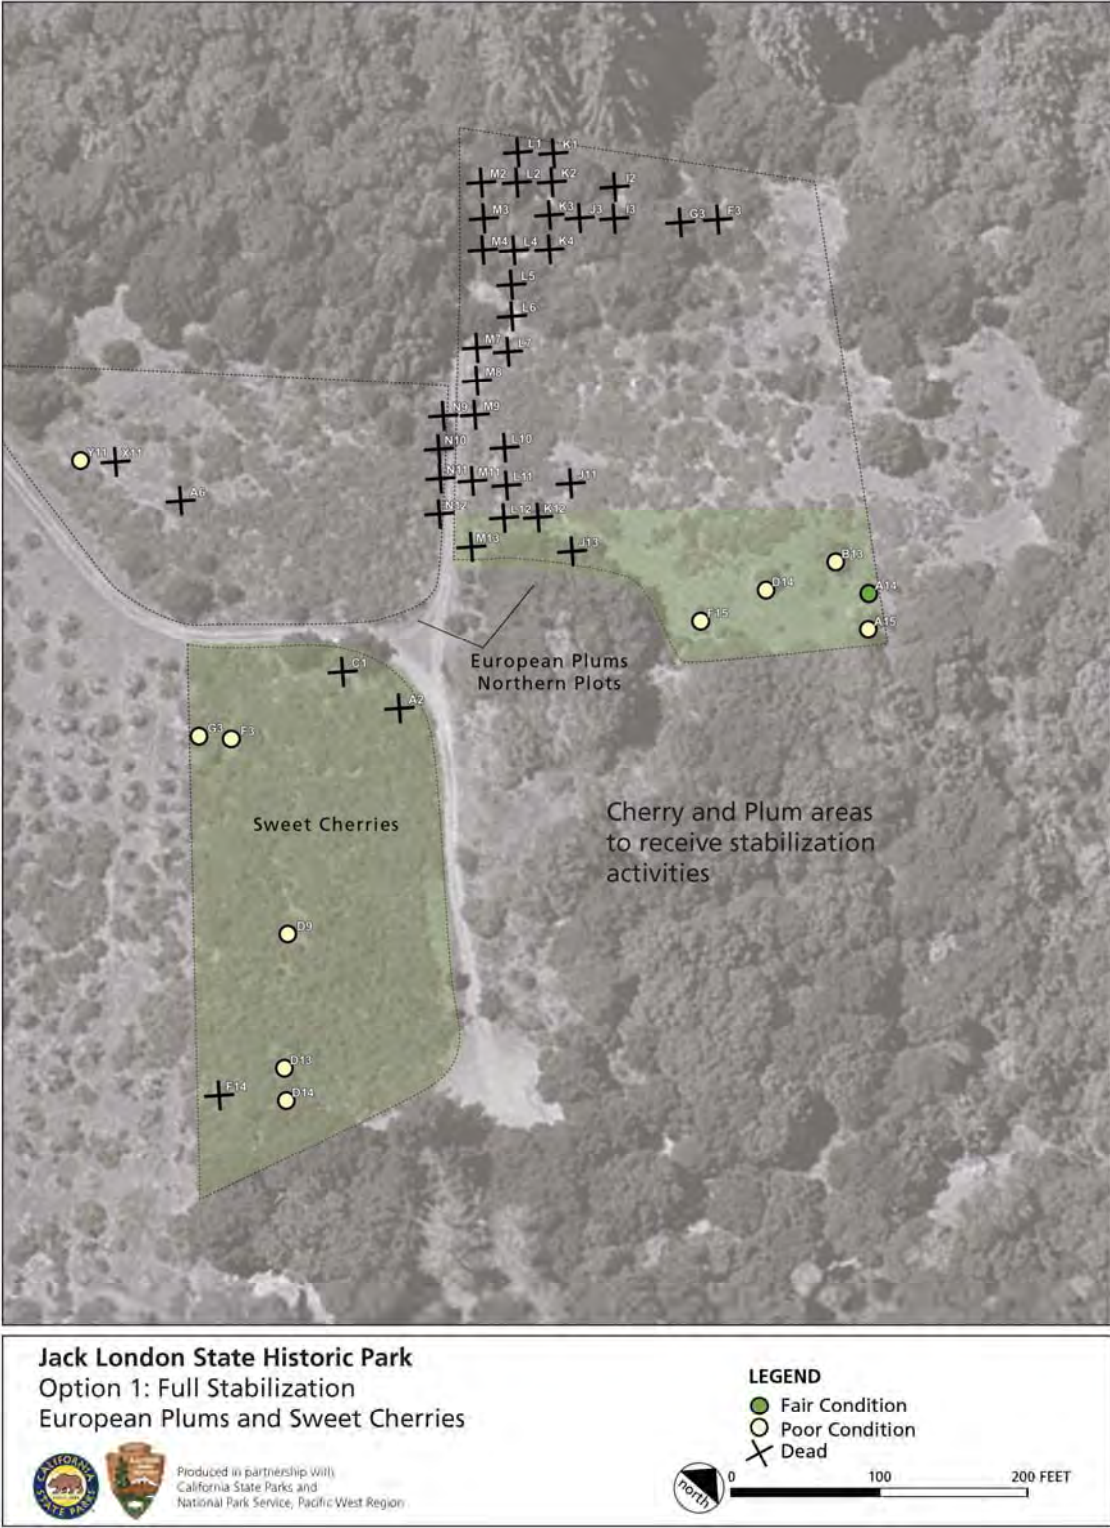 L1 K1
M2 L2 K2 I2
M3 K3 J3 I3 G3 F3
M4 L4 K4
L5
L6
M7 L7
M8
N9 M9
N10 L10
Y11 X11 N11 M11 L11 J11
A6
N12 L12 K12
M13 J13
B13
D14 A14
F15 A15
European Plums
Northern Plots
C1
A2
G3 F3
Sweet Cherries
Cherry and Plum areas
to receive stabilization
activities
D9
D13
F14 D14
Jack London State Historic Park
Option 1: Full Stabilization
European Plums and Sweet Cherries
CALIFORNIA
STATE PARKS
Produced in partnership with
California State Parks and
National Park Service, Pacific West Region
LEGEND
Fair Condition
Poor Condition
Dead
north
0 100 200 FEET